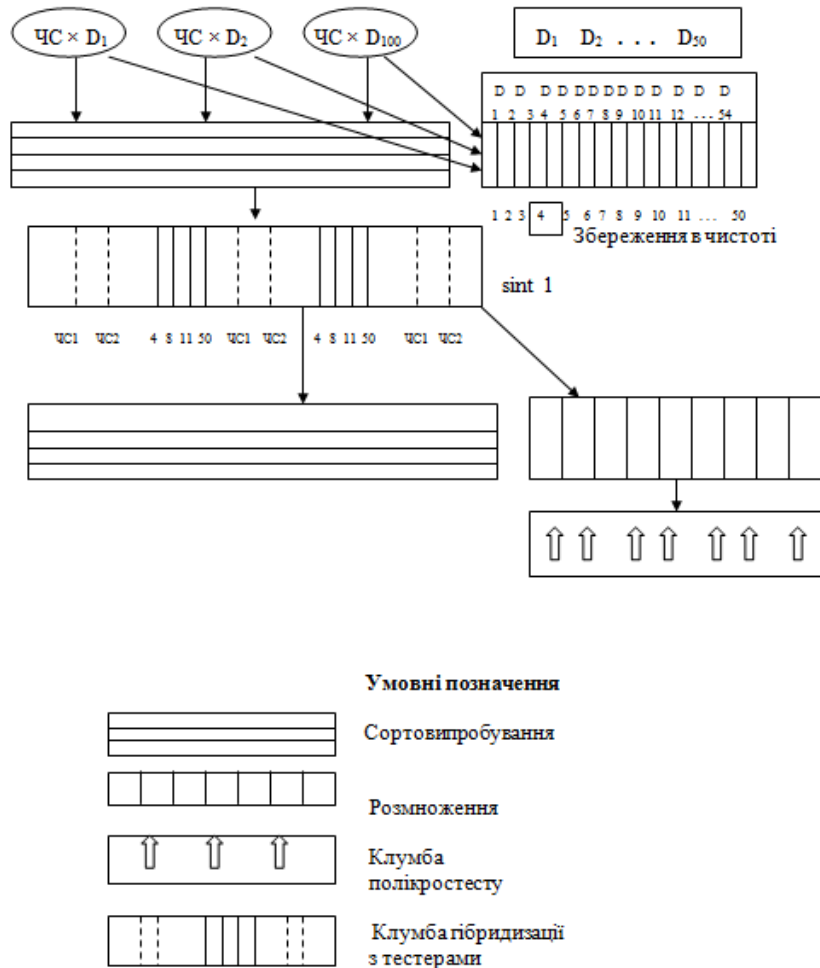 ЧС × D₁ ЧС × D₂ ЧС × D₁₀₀ D₁ D₂ . . . D₅₀
D D D D D D D D D D D D D
1 2 3 4 5 6 7 8 9 10 11 12 ... 54
1 2 3 4 5 6 7 8 9 10 11 ... 50
Збереження в чистоті
sint 1
ЧС1 ЧС2 4 8 11 50 ЧС1 ЧС2 4 8 11 50 ЧС1 ЧС2
Умовні позначення
Сортовипробування
Розмноження
Клумба
полікростесту
Клумба гібридизації
з тестерами